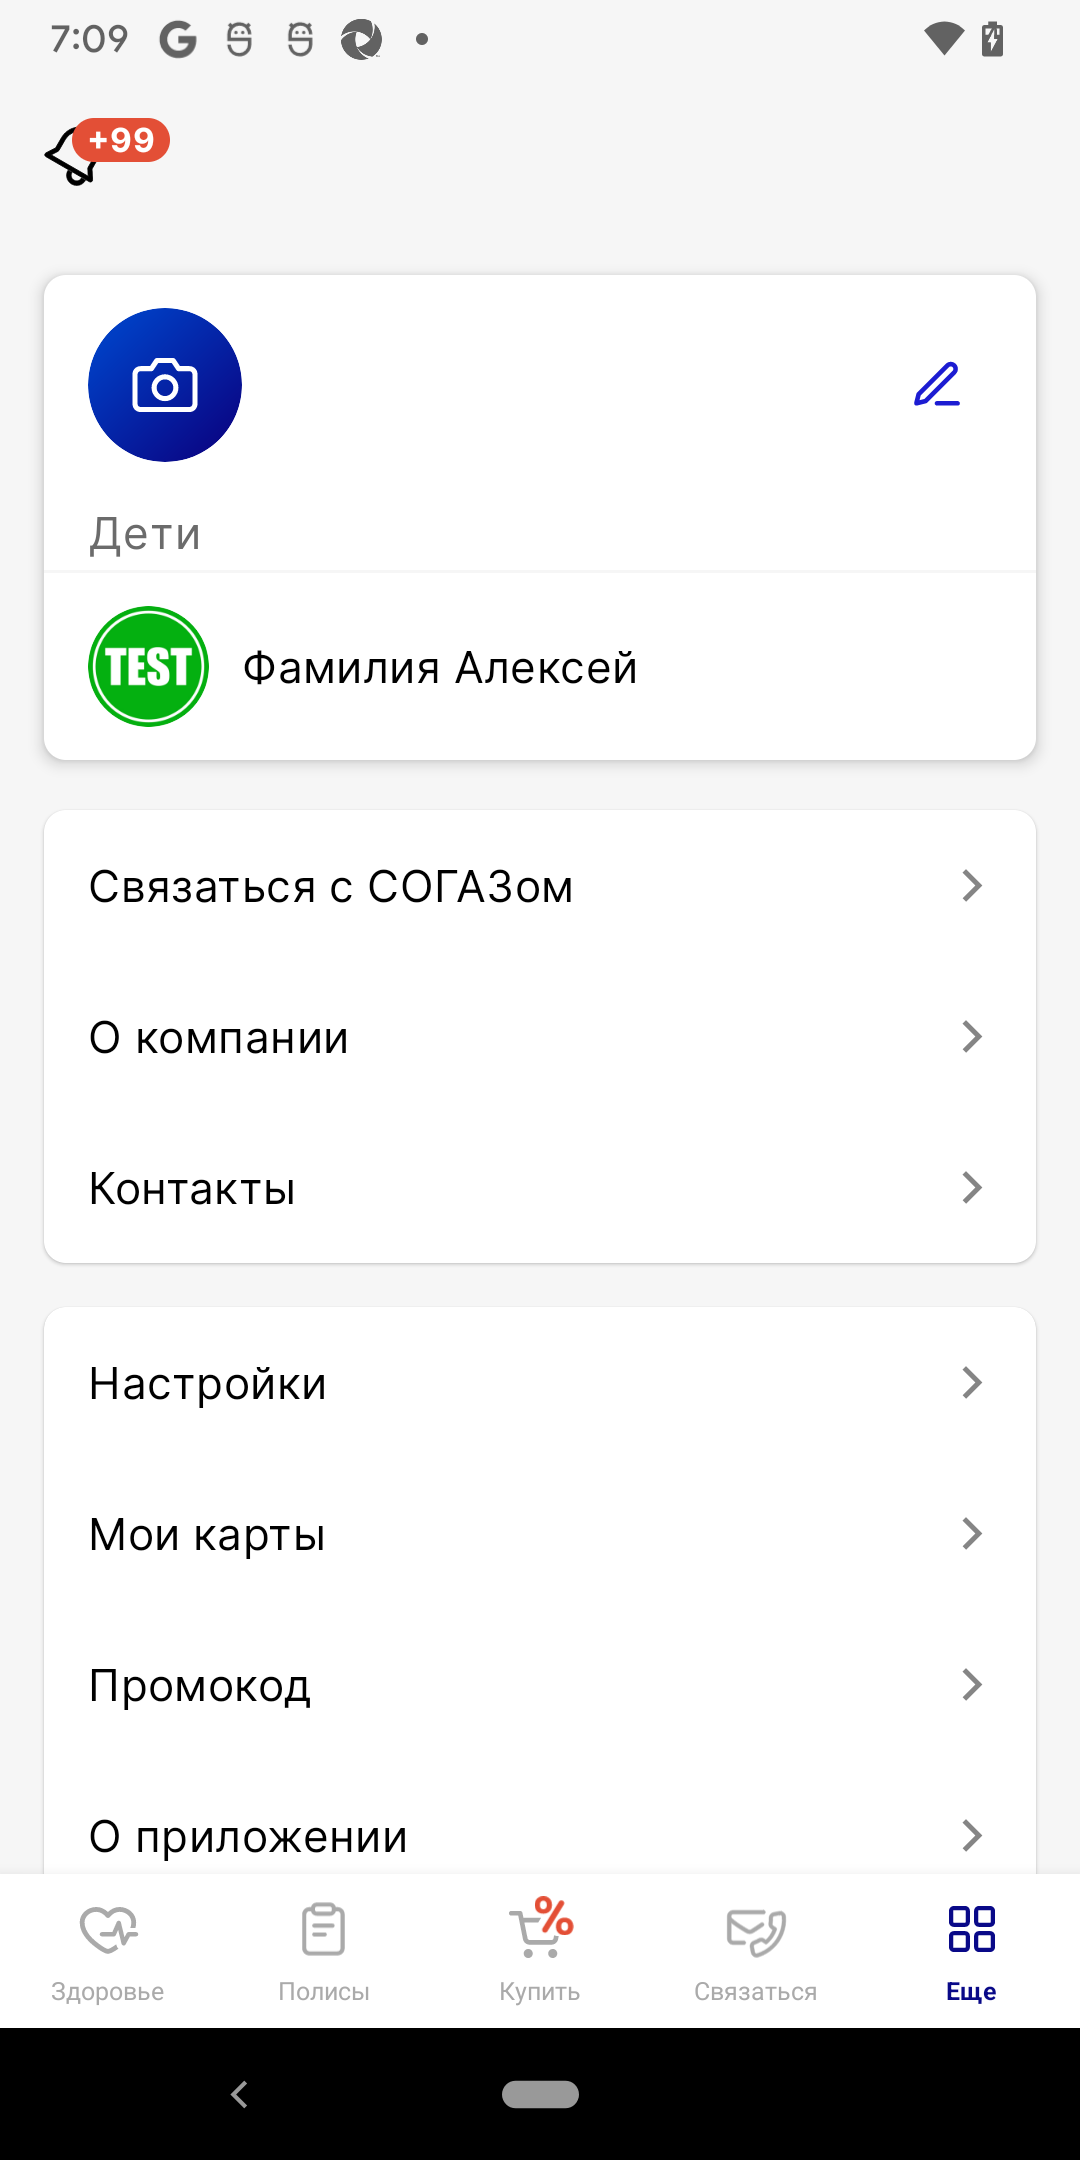 7:09
+99
Дети
TEST
Фамилия Алексей
Связаться с СОГАЗом
О компании
Контакты
Настройки
Мои карты
Промокод
О приложении
%
Здоровье
Полисы
Купить
Связаться
Еще